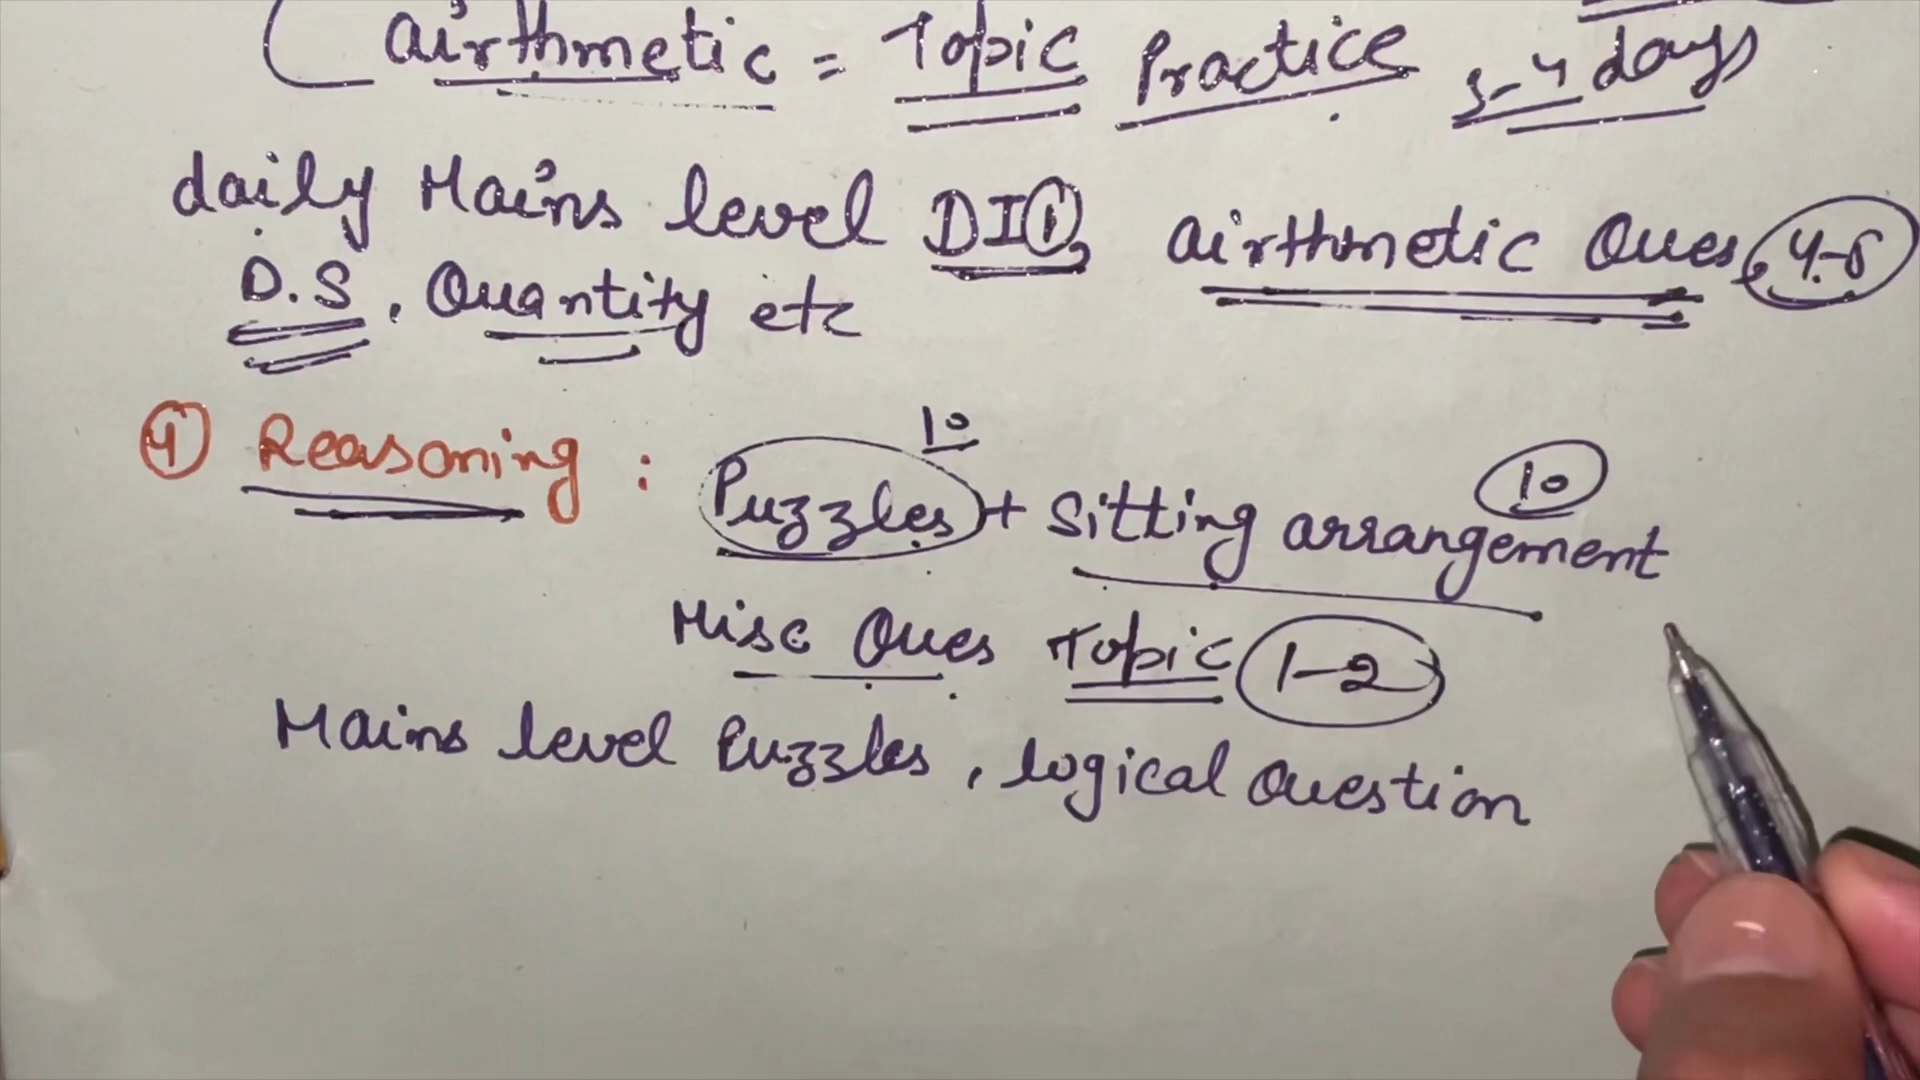 airthmetic = Topic Practice 3-4 days
daily Mains level DI 1, airthmetic Ques, 4-5
D.S, Quantity etc
4 Reasoning : Puzzles 10 + Sitting arrangement 10
Misc Ques Topic 1-2
Mains level Puzzles, logical Question